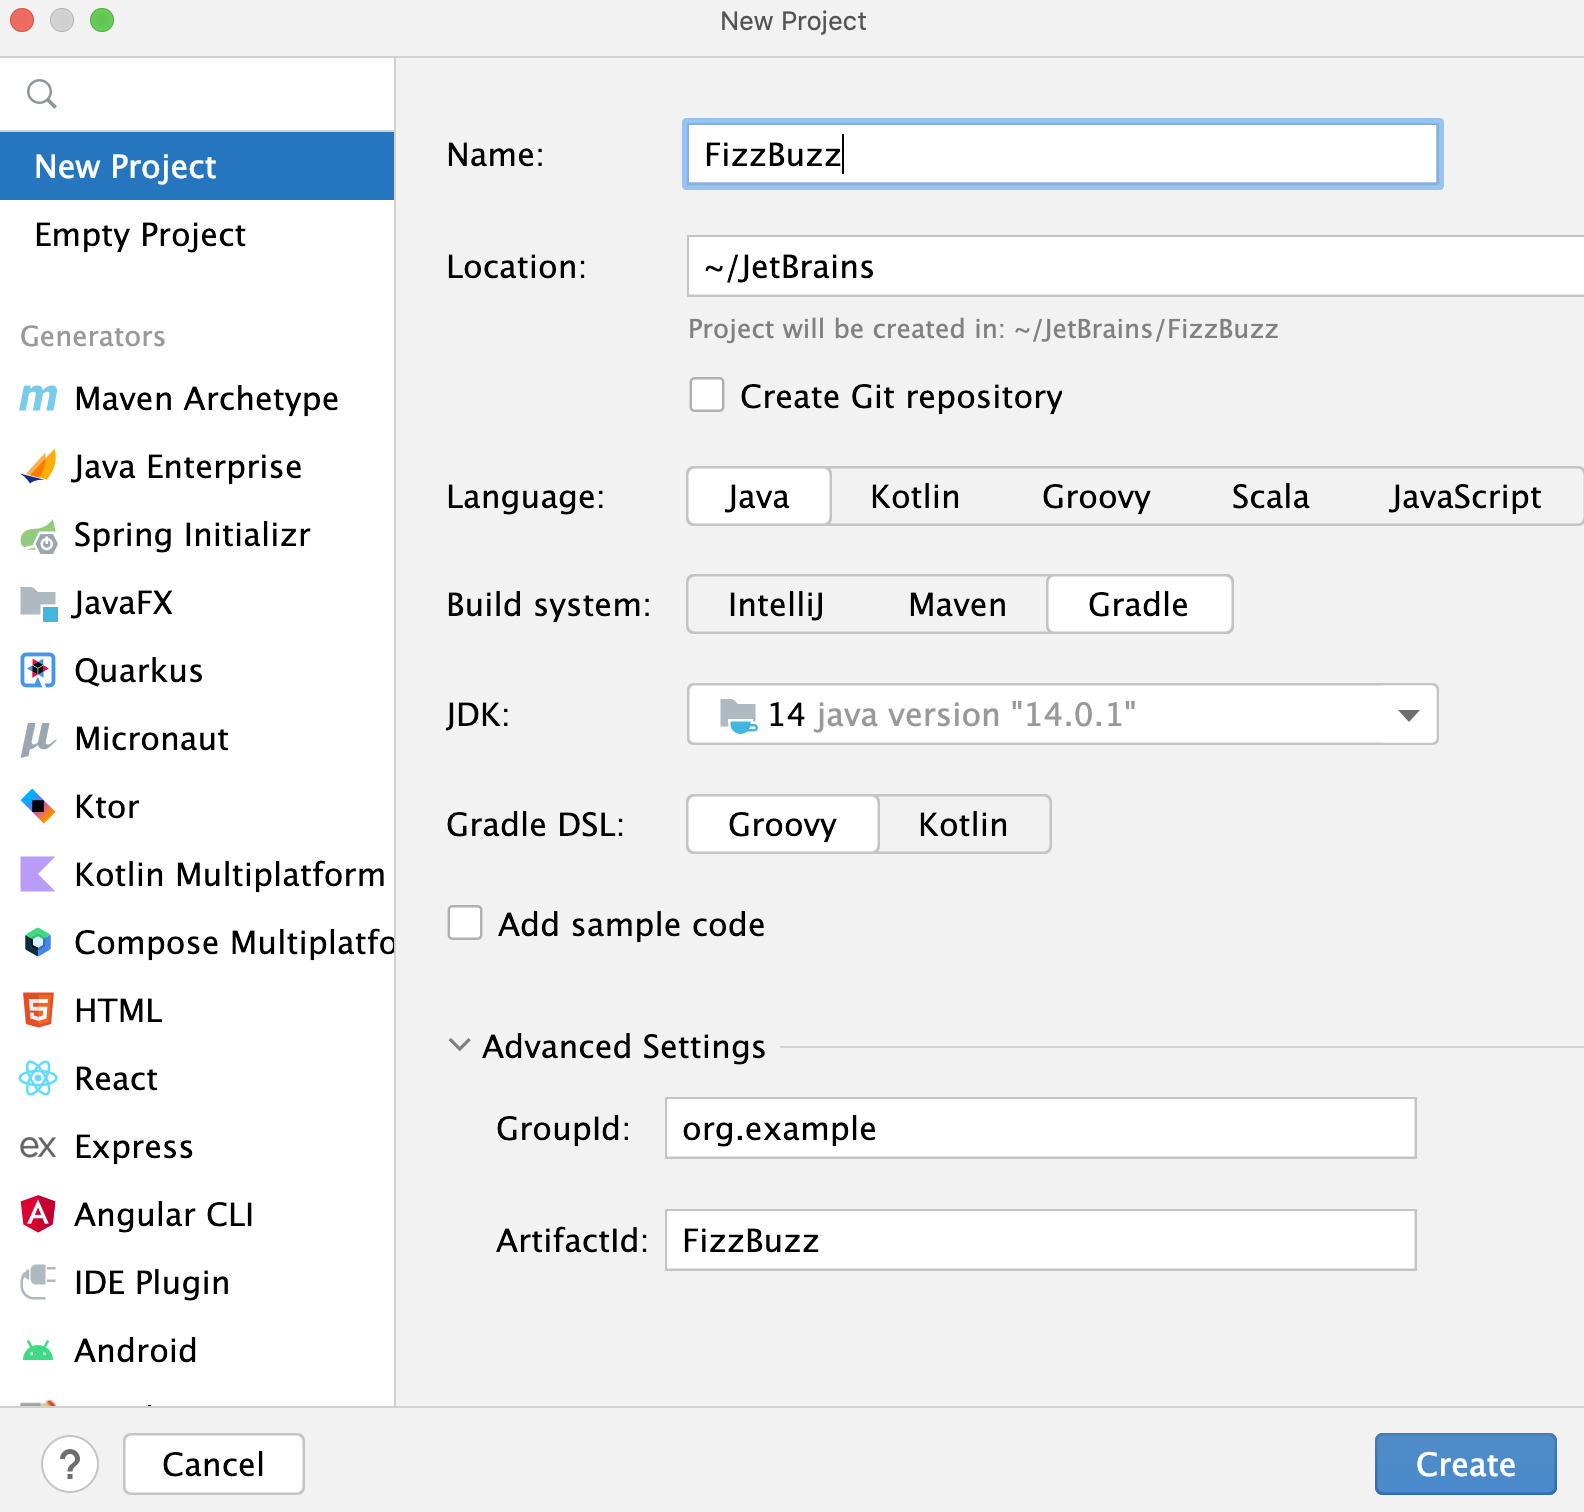 New Project
New Project
Empty Project
Generators
Maven Archetype
Java Enterprise
Spring Initializr
JavaFX
Quarkus
Micronaut
Ktor
Kotlin Multiplatform
Compose Multiplatfo
HTML
React
ex Express
Angular CLI
IDE Plugin
Android
Name: FizzBuzz
Location: ~/JetBrains
Project will be created in: ~/JetBrains/FizzBuzz
Create Git repository
Language: Java Kotlin Groovy Scala JavaScript
Build system: IntelliJ Maven Gradle
JDK: 14 java version "14.0.1"
Gradle DSL: Groovy Kotlin
Add sample code
Advanced Settings
GroupId: org.example
ArtifactId: FizzBuzz
? Cancel Create